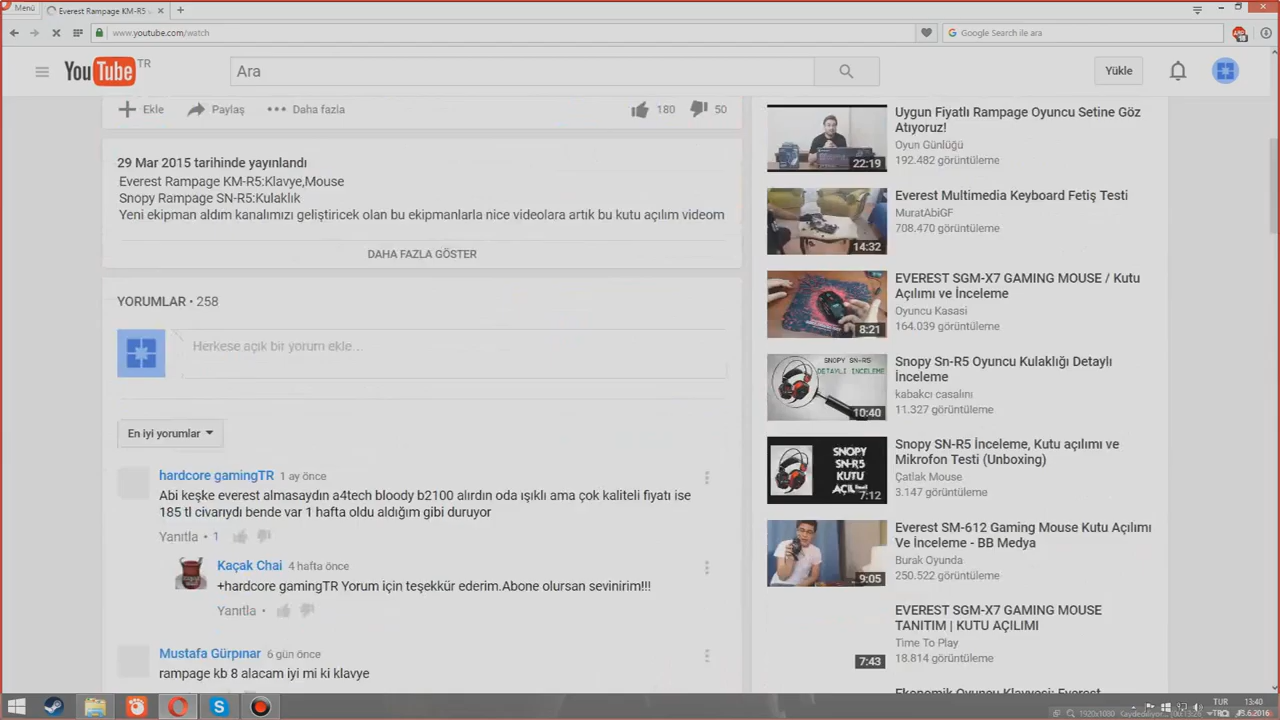 Menü
Everest Rampage KM-R5
www.youtube.com/watch
Google Search ile ara
YouTube TR
Ara
Yükle
Ekle
Paylaş
Daha fazla
180
50
29 Mar 2015 tarihinde yayınlandı
Everest Rampage KM-R5:Klavye,Mouse
Snopy Rampage SN-R5:Kulaklık
Yeni ekipman aldım kanalımızı geliştiricek olan bu ekipmanlarla nice videolara artık bu kutu açılım videom
DAHA FAZLA GÖSTER
YORUMLAR • 258
Herkese açık bir yorum ekle...
En iyi yorumlar
hardcore gamingTR 1 ay önce
Abi keşke everest almasaydın a4tech bloody b2100 alırdın oda ışıklı ama çok kaliteli fiyatı ise
185 tl civarıydı bende var 1 hafta oldu aldığım gibi duruyor
Yanıtla • 1
Kaçak Chai 4 hafta önce
+hardcore gamingTR Yorum için teşekkür ederim.Abone olursan sevinirim!!!
Yanıtla •
Mustafa Gürpınar 6 gün önce
rampage kb 8 alacam iyi mi ki klavye
Uygun Fiyatlı Rampage Oyuncu Setine Göz
Atıyoruz!
Oyun Günlüğü
192.482 görüntüleme
22:19
Everest Multimedia Keyboard Fetiş Testi
MuratAbiGF
708.470 görüntüleme
14:32
EVEREST SGM-X7 GAMING MOUSE / Kutu
Açılımı ve İnceleme
Oyuncu Kasasi
164.039 görüntüleme
8:21
Snopy Sn-R5 Oyuncu Kulaklığı Detaylı
İnceleme
kabakcı casalini
11.327 görüntüleme
SNOPY SN-R5
DETAYLI İNCELEME
10:40
Snopy SN-R5 İnceleme, Kutu açılımı ve
Mikrofon Testi (Unboxing)
Çatlak Mouse
3.147 görüntüleme
SNOPY
SN-R5
KUTU
7:12
Everest SM-612 Gaming Mouse Kutu Açılımı
Ve İnceleme - BB Medya
Burak Oyunda
250.522 görüntüleme
9:05
EVEREST SGM-X7 GAMING MOUSE
TANITIM | KUTU AÇILIMI
Time To Play
18.814 görüntüleme
7:43
Ekonomik Oyuncu Klavyesi: Everest
TUR
13:40
1920x1080